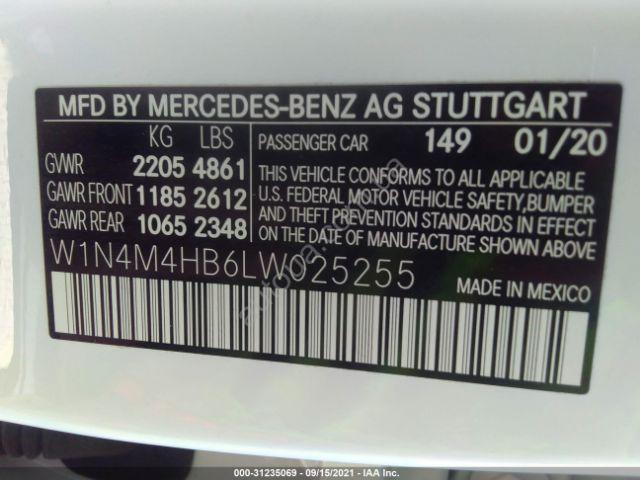 MFD BY MERCEDES-BENZ AG STUTTGART
KG LBS
GVWR 2205 4861
GAWR FRONT 1185 2612
GAWR REAR 1065 2348
PASSENGER CAR 149 01/20
THIS VEHICLE CONFORMS TO ALL APPLICABLE
U.S. FEDERAL MOTOR VEHICLE SAFETY, BUMPER
AND THEFT PREVENTION STANDARDS IN EFFECT
ON THE DATE OF MANUFACTURE SHOWN ABOVE
W1N4M4HB6LW025255
MADE IN MEXICO
000-31235069 - 09/15/2021 - IAA Inc.